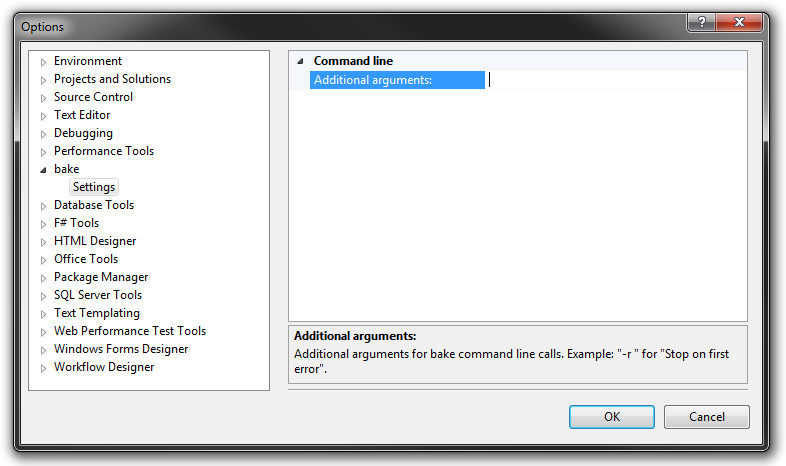 Options
Environment
Projects and Solutions
Source Control
Text Editor
Debugging
Performance Tools
bake
Settings
Database Tools
F# Tools
HTML Designer
Office Tools
Package Manager
SQL Server Tools
Text Templating
Web Performance Test Tools
Windows Forms Designer
Workflow Designer
Command line
Additional arguments:
Additional arguments:
Additional arguments for bake command line calls. Example: "-r " for "Stop on first
error".
OK
Cancel